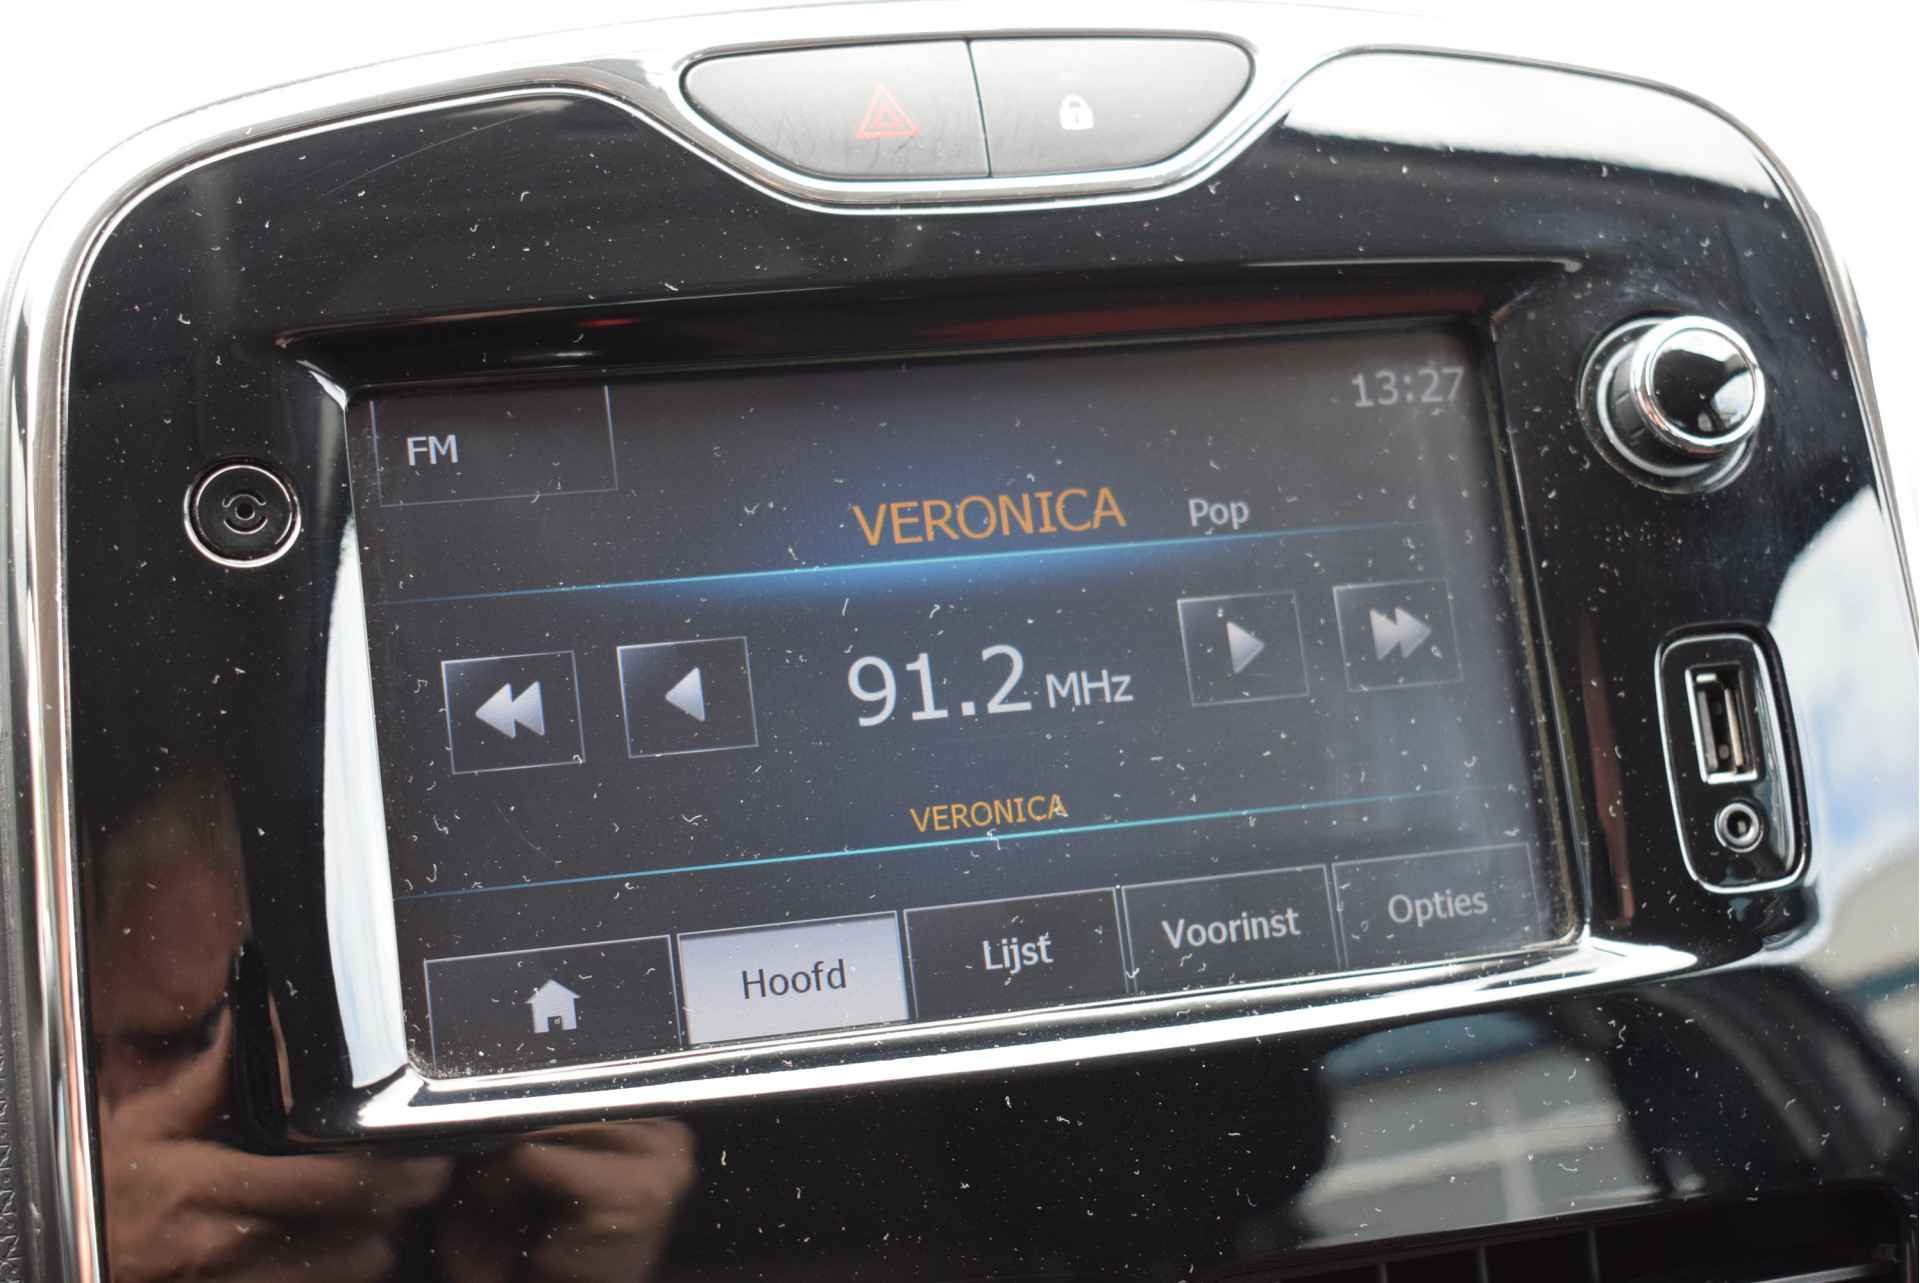 13:27
FM
VERONICA Pop
91.2 MHz
VERONICA
Hoofd Lijst Voorinst Opties